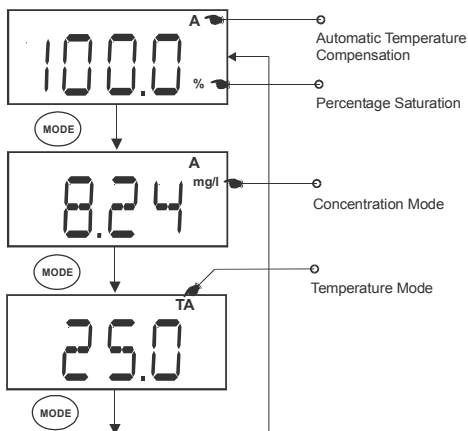 A
Automatic Temperature
Compensation
100.0
%
Percentage Saturation
MODE
A
mg/l
8.24
Concentration Mode
MODE
Temperature Mode
TA
25.0
MODE